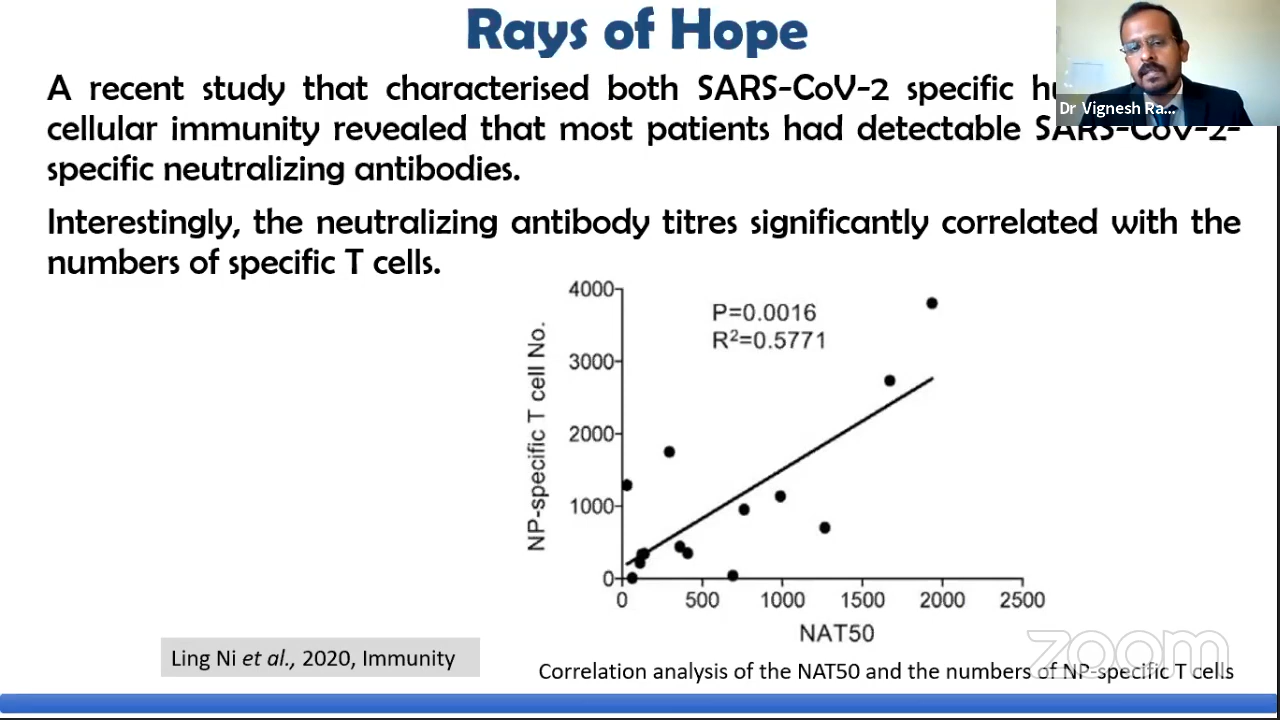 Rays of Hope
A recent study that characterised both SARS-CoV-2 specific
Dr Vignesh Ra...
cellular immunity revealed that most patients had detectable SARS-CoV-2-
specific neutralizing antibodies.
Interestingly, the neutralizing antibody titres significantly correlated with the
numbers of specific T cells.
4000
3000
2000
1000
0
NP-specific T cell No.
P=0.0016
R²=0.5771
0 500 1000 1500 2000 2500
NAT50
zoom
Ling Ni et al., 2020, Immunity
Correlation analysis of the NAT50 and the numbers of NP-specific T cells